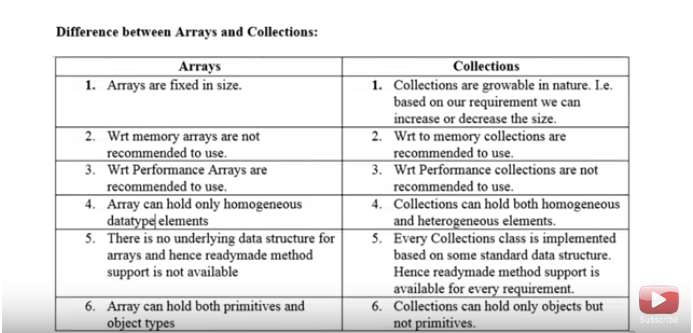 Difference between Arrays and Collections:
Arrays
Collections
1. Arrays are fixed in size.
1. Collections are growable in nature. I.e.
based on our requirement we can
increase or decrease the size.
2. Wrt memory arrays are not
recommended to use.
2. Wrt to memory collections are
recommended to use.
3. Wrt Performance Arrays are
recommended to use.
3. Wrt Performance collections are not
recommended to use.
4. Array can hold only homogeneous
datatype elements
4. Collections can hold both homogeneous
and heterogeneous elements.
5. There is no underlying data structure for
arrays and hence readymade method
support is not available
5. Every Collections class is implemented
based on some standard data structure.
Hence readymade method support is
available for every requirement.
6. Array can hold both primitives and
object types
6. Collections can hold only objects but
not primitives.
Subscribe